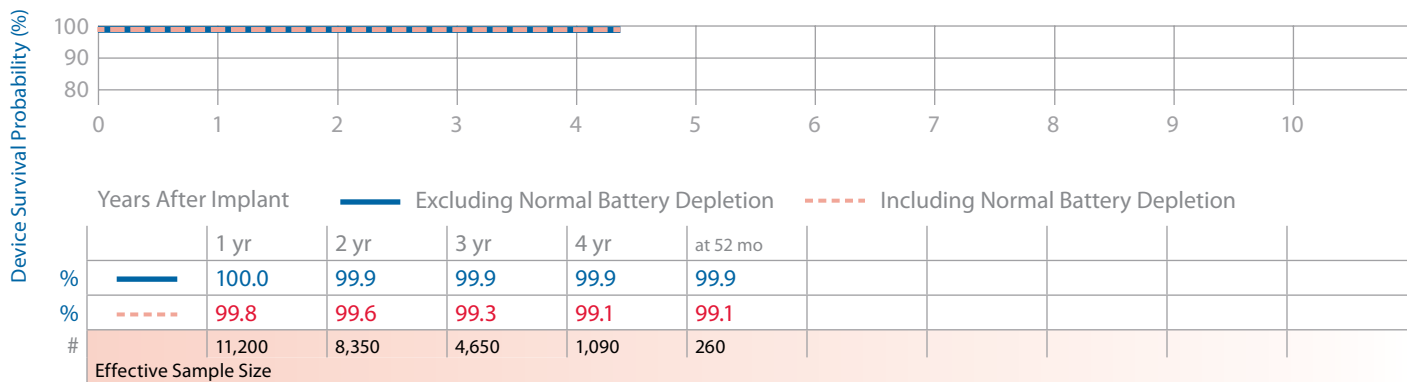 Device Survival Probability (%)
100
90
80
0 1 2 3 4 5 6 7 8 9 10
Years After Implant Excluding Normal Battery Depletion Including Normal Battery Depletion
1 yr 2 yr 3 yr 4 yr at 52 mo
% 100.0 99.9 99.9 99.9 99.9
% 99.8 99.6 99.3 99.1 99.1
# 11,200 8,350 4,650 1,090 260
Effective Sample Size